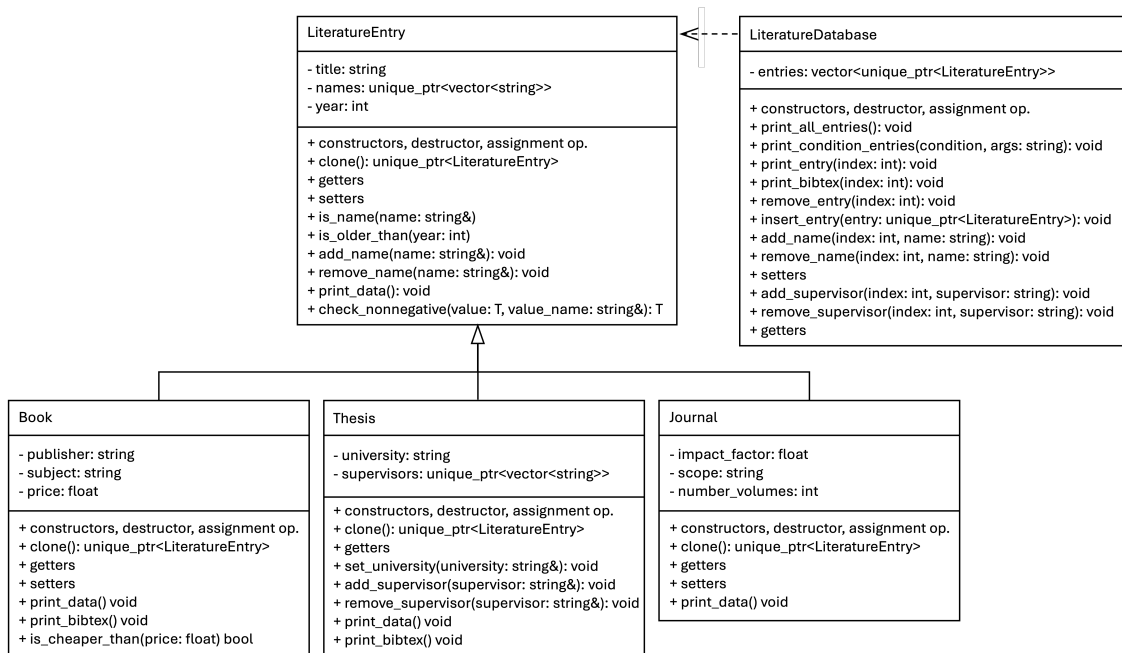 LiteratureEntry
- title: string
- names: unique_ptr<vector<string>>
- year: int
+ constructors, destructor, assignment op.
+ clone(): unique_ptr<LiteratureEntry>
+ getters
+ setters
+ is_name(name: string&)
+ is_older_than(year: int)
+ add_name(name: string&): void
+ remove_name(name: string&): void
+ print_data(): void
+ check_nonnegative(value: T, value_name: string&): T
LiteratureDatabase
- entries: vector<unique_ptr<LiteratureEntry>>
+ constructors, destructor, assignment op.
+ print_all_entries(): void
+ print_condition_entries(condition, args: string): void
+ print_entry(index: int): void
+ print_bibtex(index: int): void
+ remove_entry(index: int): void
+ insert_entry(entry: unique_ptr<LiteratureEntry>): void
+ add_name(index: int, name: string): void
+ remove_name(index: int, name: string): void
+ setters
+ add_supervisor(index: int, supervisor: string): void
+ remove_supervisor(index: int, supervisor: string): void
+ getters
Book
- publisher: string
- subject: string
- price: float
+ constructors, destructor, assignment op.
+ clone(): unique_ptr<LiteratureEntry>
+ getters
+ setters
+ print_data() void
+ print_bibtex() void
+ is_cheaper_than(price: float) bool
Thesis
- university: string
- supervisors: unique_ptr<vector<string>>
+ constructors, destructor, assignment op.
+ clone(): unique_ptr<LiteratureEntry>
+ getters
+ set_university(university: string&): void
+ add_supervisor(supervisor: string&): void
+ remove_supervisor(supervisor: string&): void
+ print_data() void
+ print_bibtex() void
Journal
- impact_factor: float
- scope: string
- number_volumes: int
+ constructors, destructor, assignment op.
+ clone(): unique_ptr<LiteratureEntry>
+ getters
+ setters
+ print_data() void